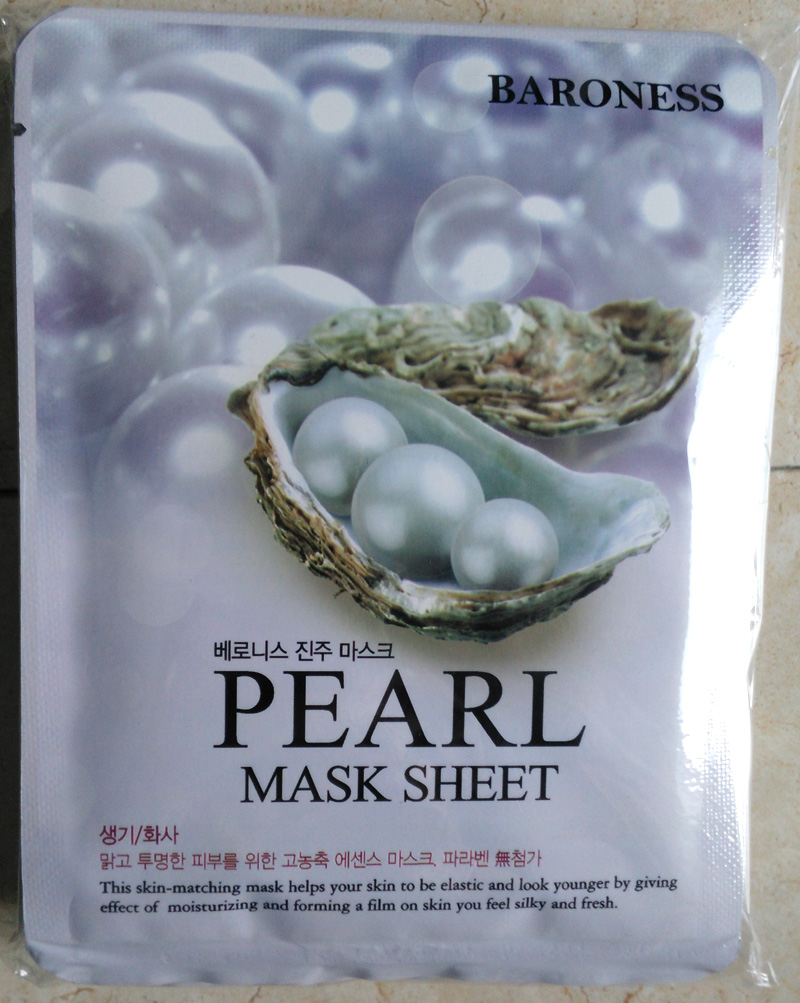 BARONESS
베로니스 진주 마스크
PEARL
MASK SHEET
생기/화사
맑고 투명한 피부를 위한 고농축 에센스 마스크, 파라벤 無첨가
This skin-matching mask helps your skin to be elastic and look younger by giving
effect of moisturizing and forming a film on skin you feel silky and fresh.